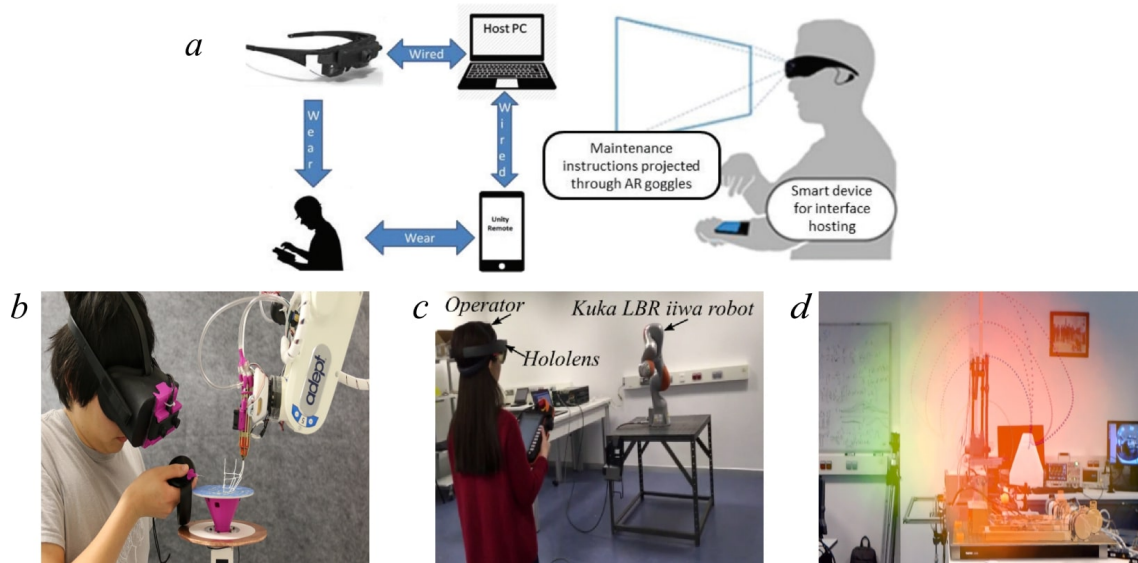 a
Host PC
Wired
Wear
Wired
Unity
Remote
Wear
Maintenance
instructions projected
through AR goggles
Smart device
for interface
hosting
b
adept
c
Operator
Hololens
Kuka LBR iiwa robot
d